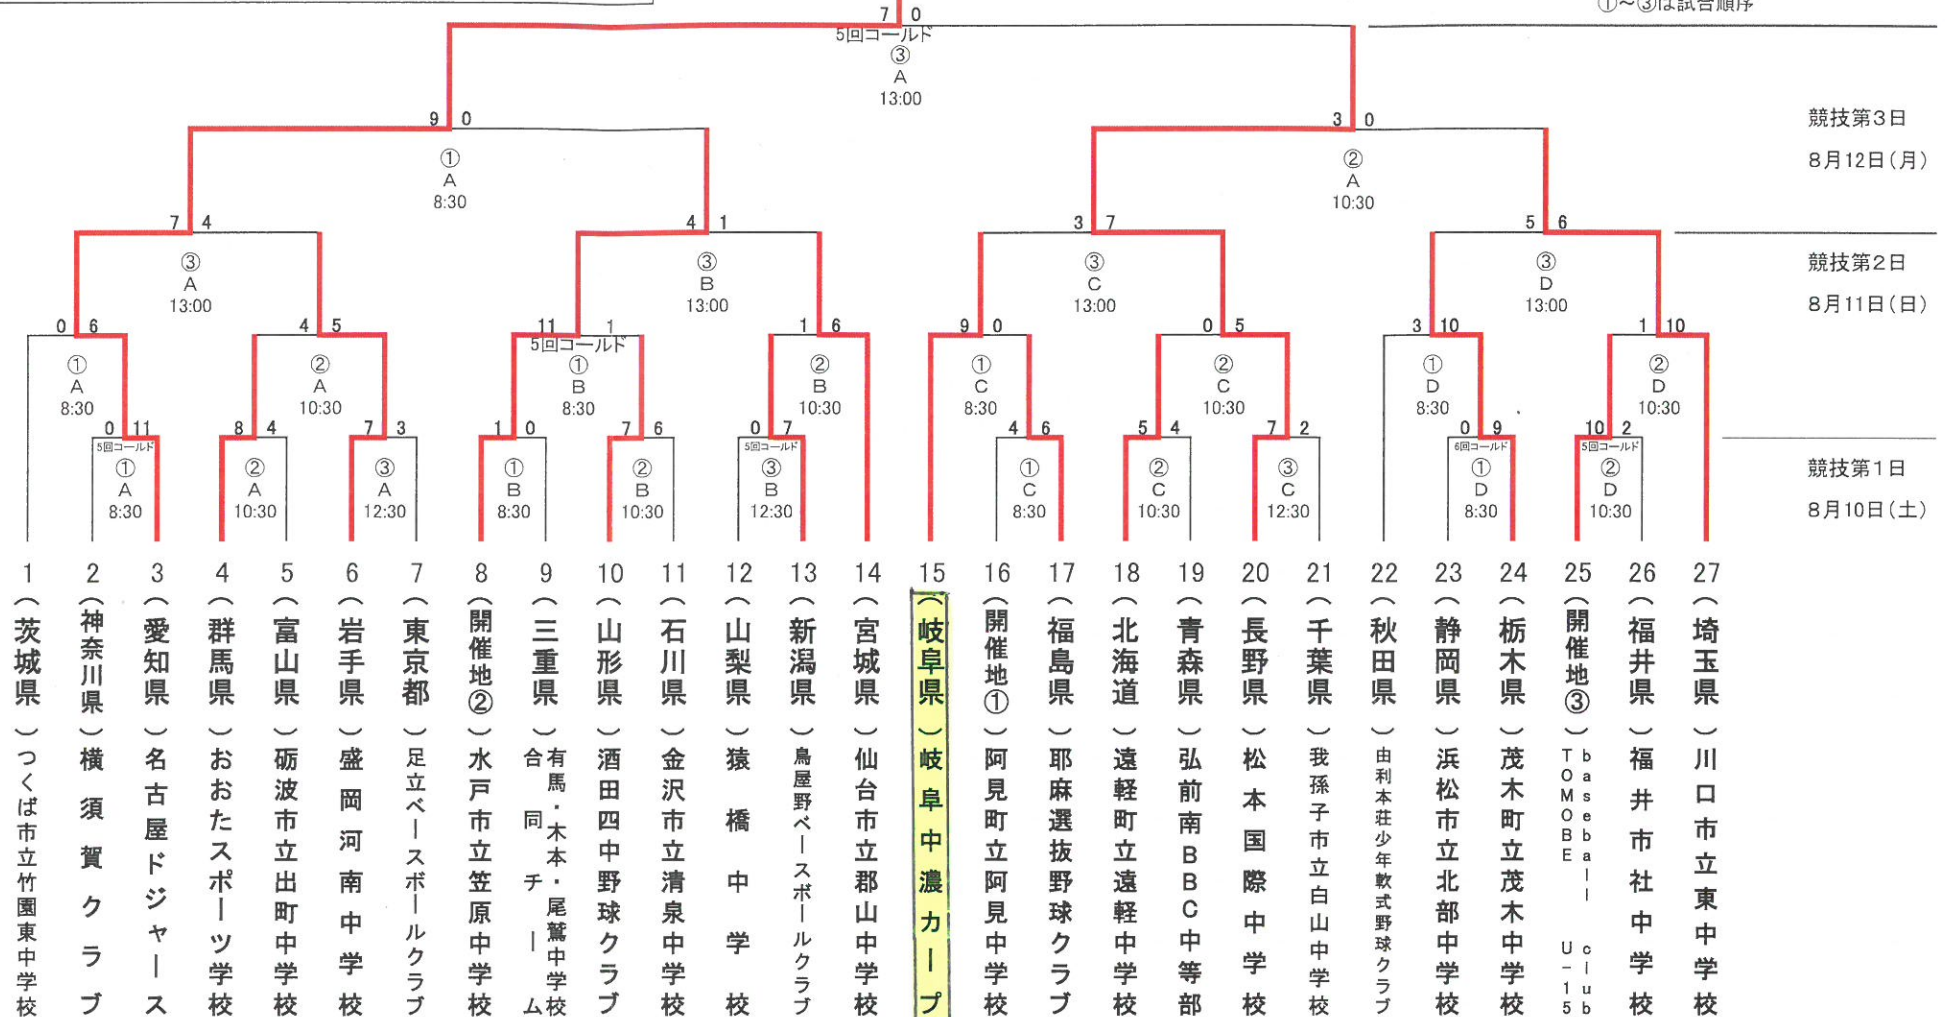 ①～③は試合順序
7 0
5回コールド
③
A
13:00
9 0
①
A
8:30
3 0
②
A
10:30
競技第3日
8月12日(月)
7 4
③
A
13:00
4 1
③
B
13:00
3 7
③
C
13:00
5 6
③
D
13:00
競技第2日
8月11日(日)
0 6
①
A
8:30
4 5
②
A
10:30
11 1
5回コールド
①
B
8:30
1 6
②
B
10:30
9 0
①
C
8:30
0 5
②
C
10:30
3 10
①
D
8:30
1 10
②
D
10:30
0 11
5回コールド
①
A
8:30
8 4
②
A
10:30
7 3
③
A
12:30
1 0
①
B
8:30
7 6
②
B
10:30
0 7
5回コールド
③
B
12:30
4 6
①
C
8:30
5 4
②
C
10:30
7 2
③
C
12:30
0 9
6回コールド
①
D
8:30
10 2
5回コールド
②
D
10:30
競技第1日
8月10日(土)
1（茨城県）つくば市立竹園東中学校
2（神奈川県）横須賀クラブ
3（愛知県）名古屋ドジャース
4（群馬県）おおたスポーツ学校
5（富山県）砺波市立出町中学校
6（岩手県）盛岡河南中学校
7（東京都）足立ベースボールクラブ
8（開催地②）水戸市立笠原中学校
9（三重県）有馬・木本・尾鷲中学校
合同チーム
10（山形県）酒田四中野球クラブ
11（石川県）金沢市立清泉中学校
12（山梨県）猿橋中学校
13（新潟県）鳥屋野ベースボールクラブ
14（宮城県）仙台市立郡山中学校
15（岐阜県）岐阜中濃カープ
16（開催地①）阿見町立阿見中学校
17（福島県）耶麻選抜野球クラブ
18（北海道）遠軽町立遠軽中学校
19（青森県）弘前南BBC中等部
20（長野県）松本国際中学校
21（千葉県）我孫子市立白山中学校
22（秋田県）由利本荘少年軟式野球クラブ
23（静岡県）浜松市立北部中学校
24（栃木県）茂木町立茂木中学校
25（開催地③）baseball club
TOMOBE U-15
26（福井県）福井市社中学校
27（埼玉県）川口市立東中学校